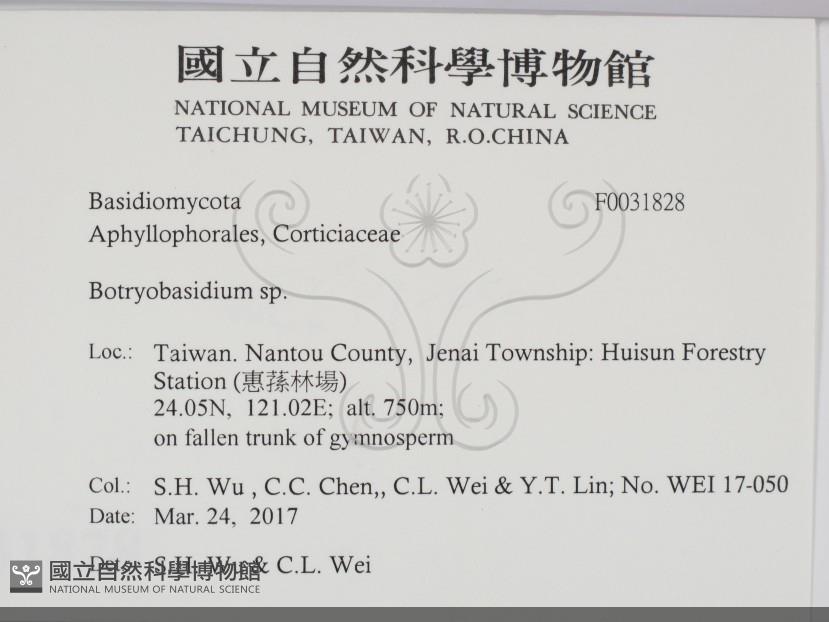 國立自然科學博物館
NATIONAL MUSEUM OF NATURAL SCIENCE
TAICHUNG, TAIWAN, R.O.CHINA
Basidiomycota F0031828
Aphyllophorales, Corticiaceae
Botryobasidium sp.
Loc.: Taiwan. Nantou County, Jenai Township: Huisun Forestry
Station (惠蓀林場)
24.05N, 121.02E; alt. 750m;
on fallen trunk of gymnosperm
Col.: S.H. Wu , C.C. Chen,, C.L. Wei & Y.T. Lin; No. WEI 17-050
Date: Mar. 24, 2017
Det.: S.H. Wu & C.L. Wei
國立自然科學博物館
NATIONAL MUSEUM OF NATURAL SCIENCE